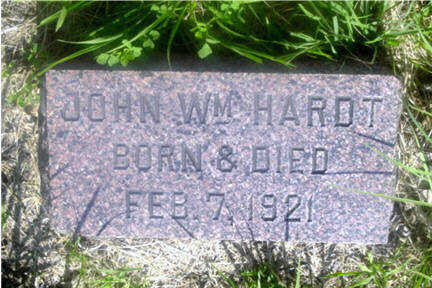 JOHN WM HARDT
BORN & DIED
FEB. 7, 1921